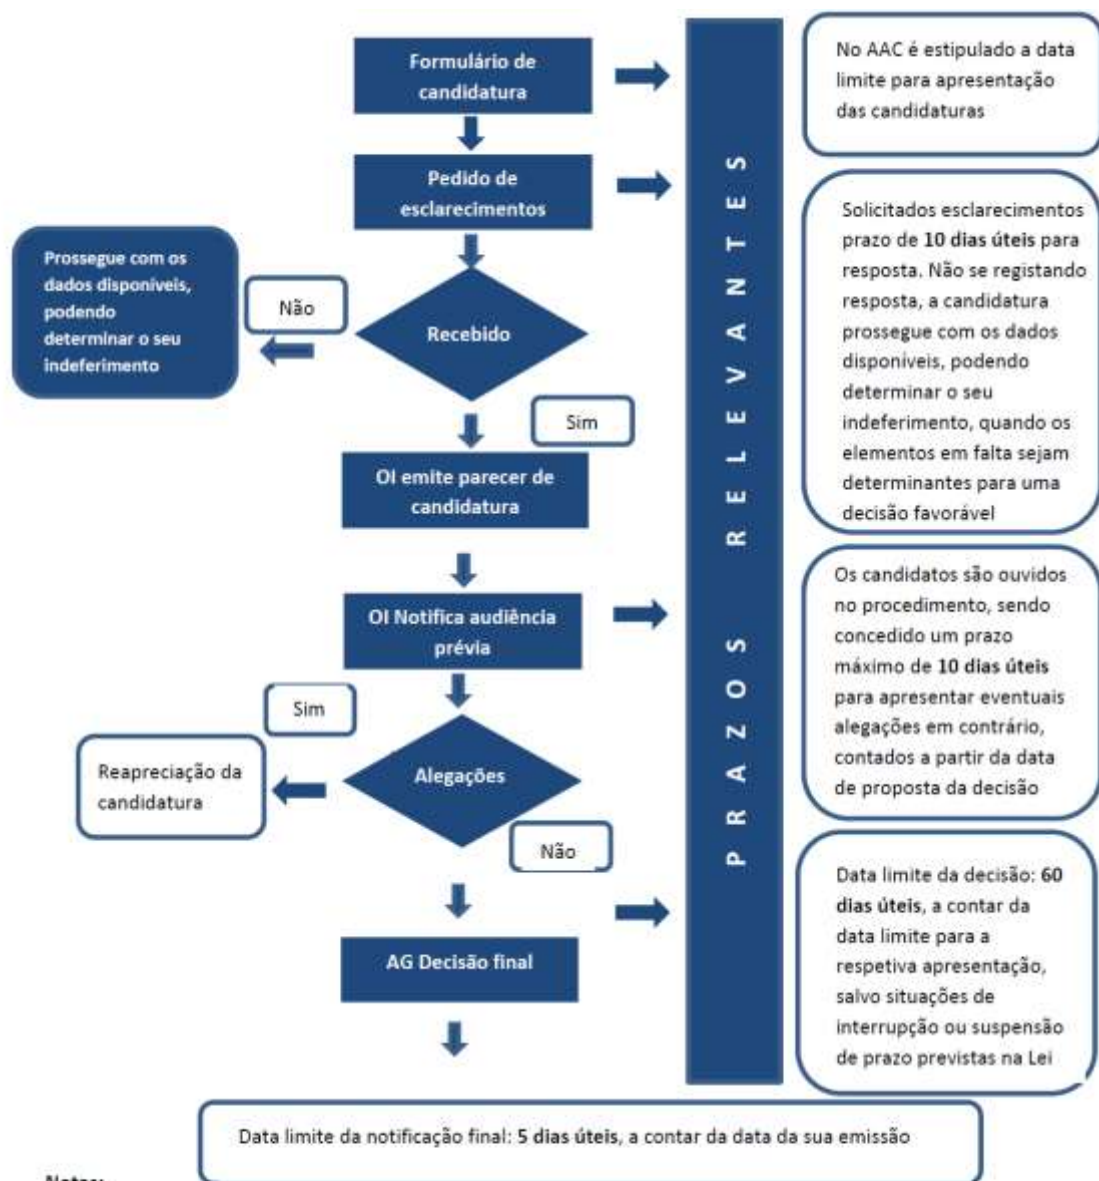 Formulário de
candidatura
No AAC é estipulado a data
limite para apresentação
das candidaturas
Pedido de
esclarecimentos
Solicitados esclarecimentos
prazo de 10 dias úteis para
resposta. Não se registando
resposta, a candidatura
prossegue com os dados
disponíveis, podendo
determinar o seu
indeferimento, quando os
elementos em falta sejam
determinantes para uma
decisão favorável
Prossegue com os
dados disponíveis,
podendo
determinar o seu
indeferimento
Não
Recebido
Sim
OI emite parecer de
candidatura
OI Notifica audiência
prévia
Os candidatos são ouvidos
no procedimento, sendo
concedido um prazo
máximo de 10 dias úteis
para apresentar eventuais
alegações em contrário,
contados a partir da data
de proposta da decisão
Sim
Reapreciação da
candidatura
Alegações
Não
AG Decisão final
Data limite da decisão: 60
dias úteis, a contar da
data limite para a
respetiva apresentação,
salvo situações de
interrupção ou suspensão
de prazo previstas na Lei
PRAZOS RELEVANTES
Data limite da notificação final: 5 dias úteis, a contar da data da sua emissão
Notas: